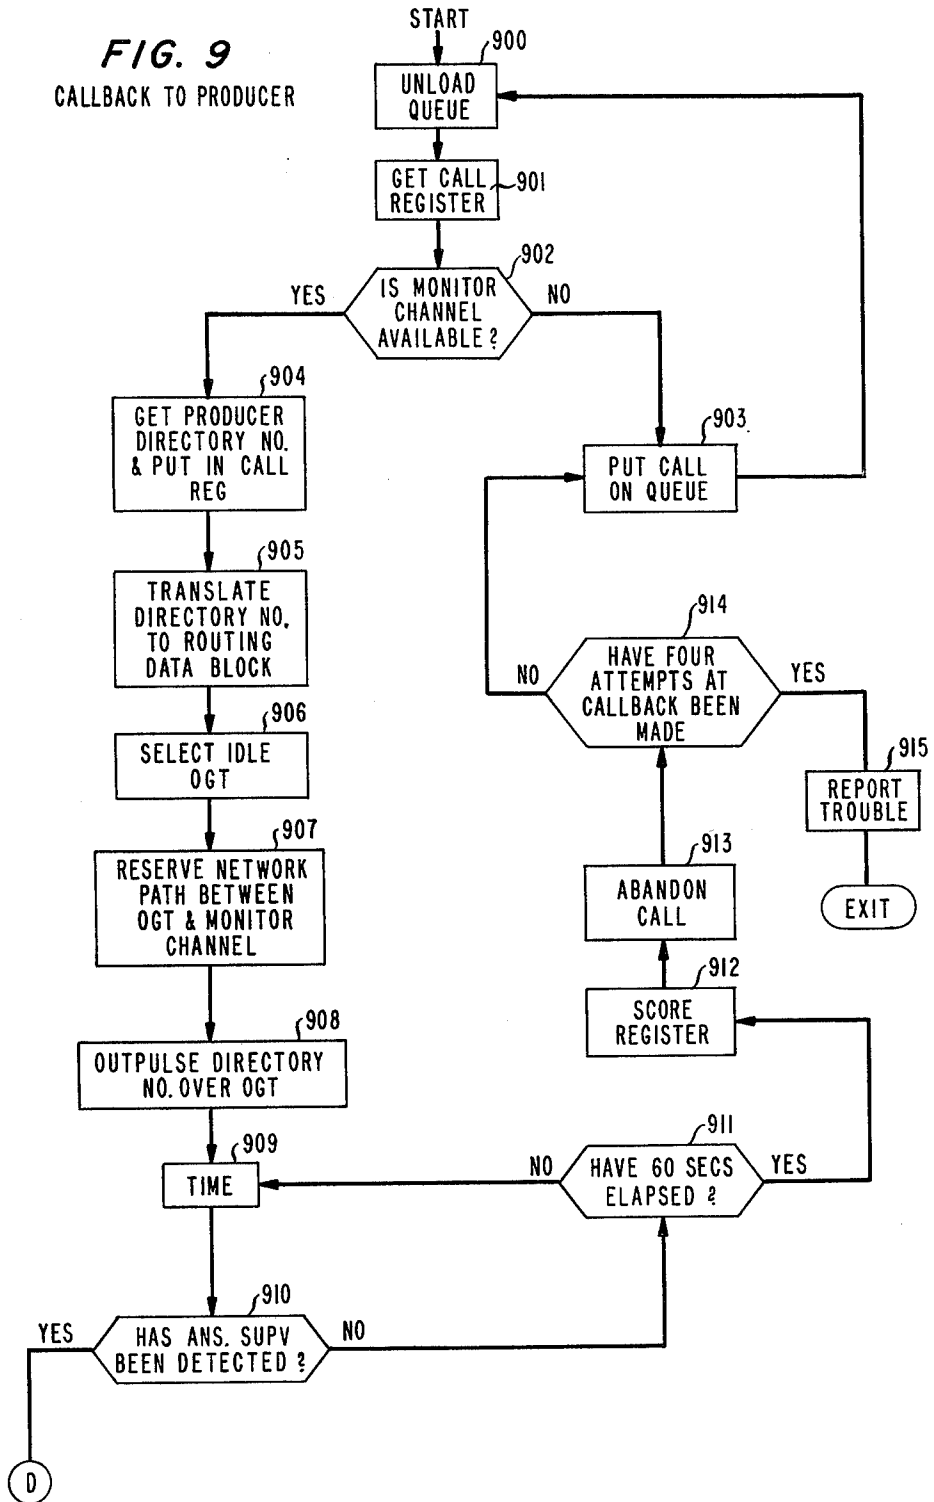 FIG. 9
CALLBACK TO PRODUCER
START
900
UNLOAD
QUEUE
GET CALL
REGISTER
901
902
IS MONITOR
CHANNEL
AVAILABLE?
YES
NO
904
GET PRODUCER
DIRECTORY NO.
& PUT IN CALL
REG
903
PUT CALL
ON QUEUE
905
TRANSLATE
DIRECTORY NO.
TO ROUTING
DATA BLOCK
914
HAVE FOUR
ATTEMPTS AT
CALLBACK BEEN
MADE
NO
YES
906
SELECT IDLE
OGT
915
REPORT
TROUBLE
EXIT
907
RESERVE NETWORK
PATH BETWEEN
OGT & MONITOR
CHANNEL
913
ABANDON
CALL
912
SCORE
REGISTER
908
OUTPULSE DIRECTORY
NO. OVER OGT
909
TIME
911
HAVE 60 SECS
ELAPSED ?
NO
YES
910
HAS ANS. SUPV
BEEN DETECTED ?
YES
NO
D